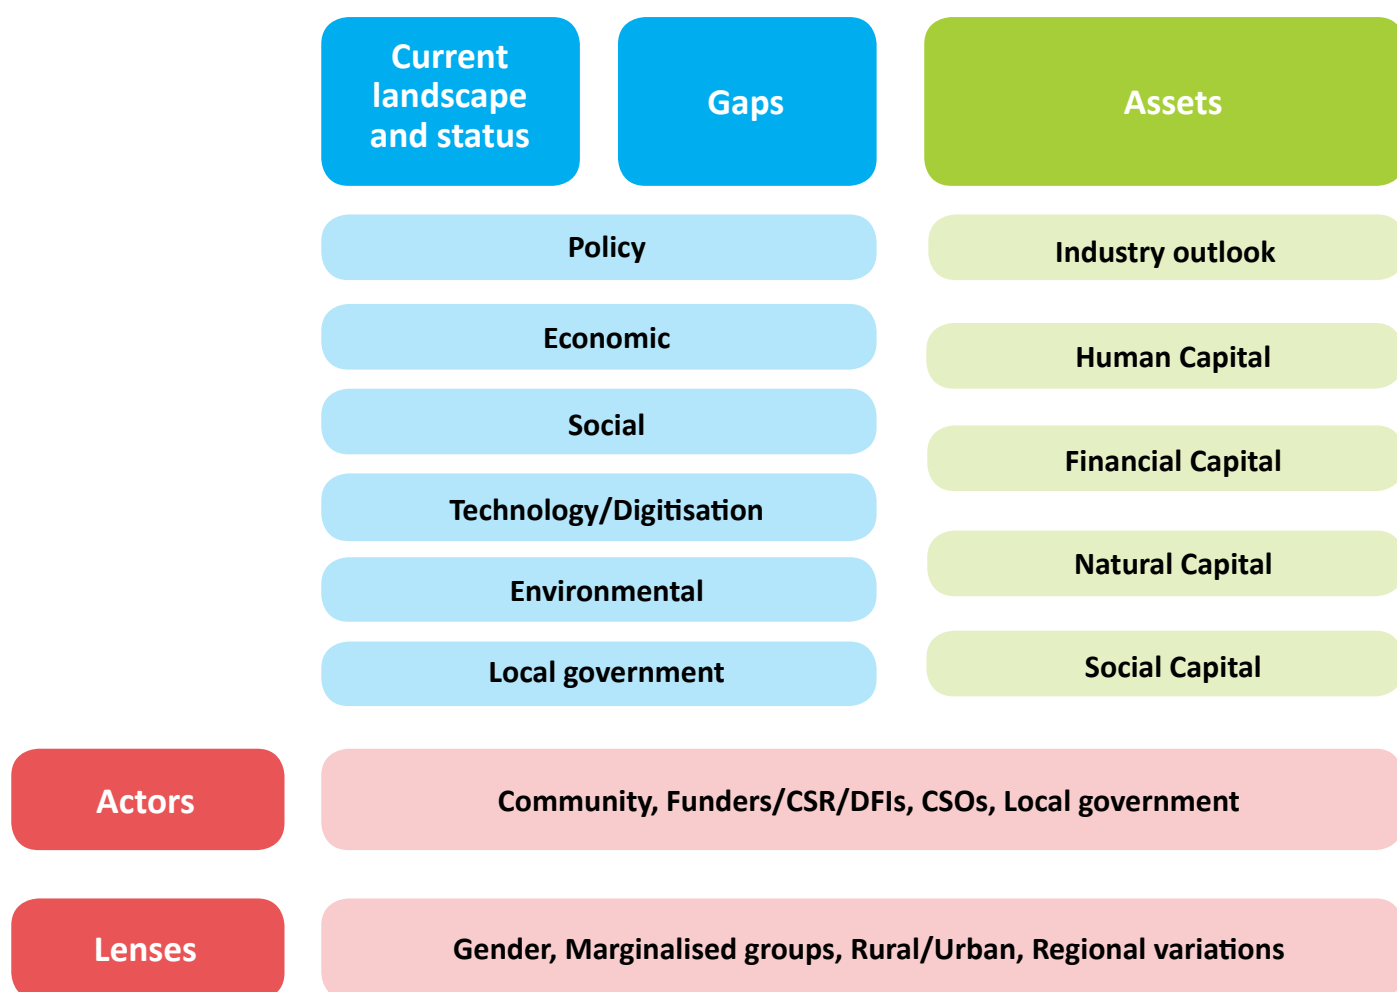 Current
landscape
and status
Gaps
Assets
Policy
Economic
Social
Technology/Digitisation
Environmental
Local government
Industry outlook
Human Capital
Financial Capital
Natural Capital
Social Capital
Actors
Community, Funders/CSR/DFIs, CSOs, Local government
Lenses
Gender, Marginalised groups, Rural/Urban, Regional variations